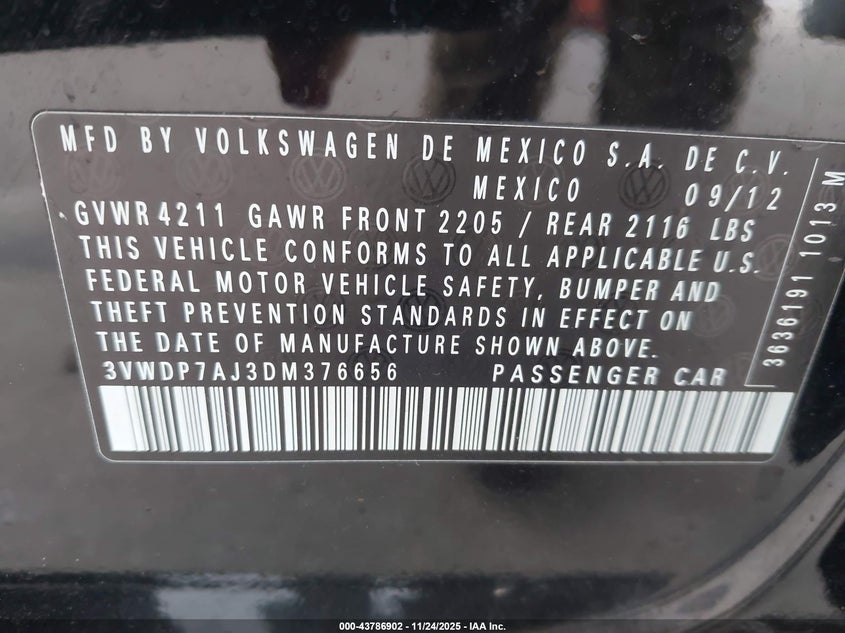 MFD BY VOLKSWAGEN DE MEXICO S.A. DE C.V.
MEXICO 09/12
GVWR 4211 GAWR FRONT 2205 / REAR 2116 LBS
THIS VEHICLE CONFORMS TO ALL APPLICABLE U.S.
FEDERAL MOTOR VEHICLE SAFETY, BUMPER AND
THEFT PREVENTION STANDARDS IN EFFECT ON
THE DATE OF MANUFACTURE SHOWN ABOVE.
3VWDP7AJ3DM376656 PASSENGER CAR
3636191 1013 M
000-43786902 - 11/24/2025 - IAA Inc.